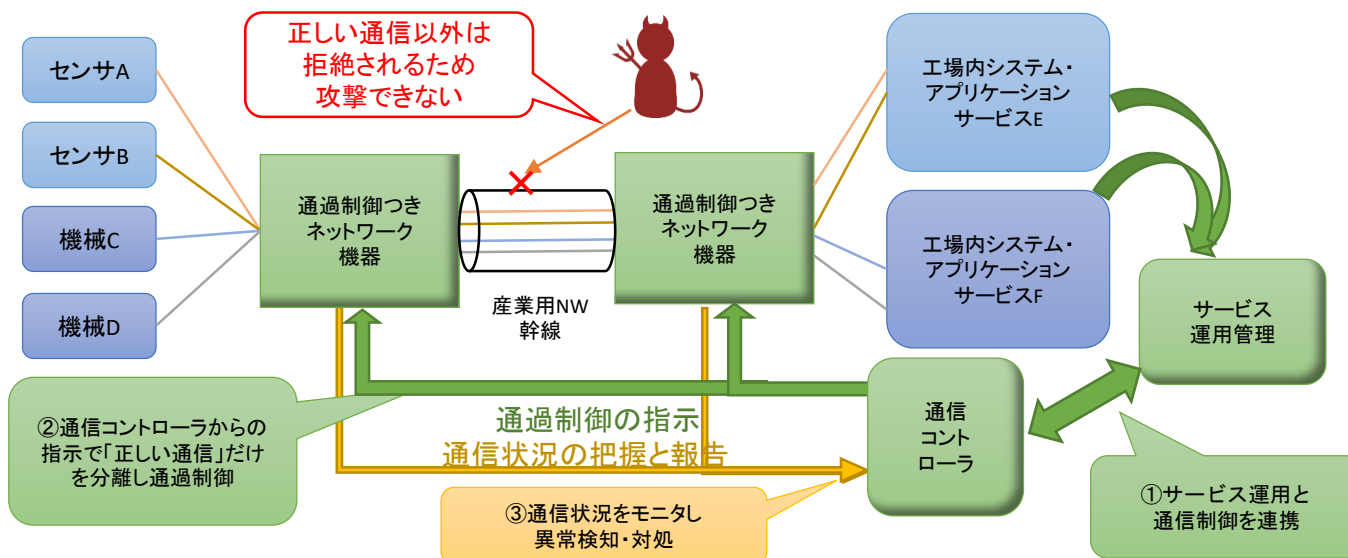 正しい通信以外は
拒絶されるため
攻撃できない
センサA
センサB
機械C
機械D
通過制御つき
ネットワーク
機器
産業用NW
幹線
通過制御つき
ネットワーク
機器
工場内システム・
アプリケーション
サービスE
工場内システム・
アプリケーション
サービスF
サービス
運用管理
通信
コント
ローラ
通過制御の指示
通信状況の把握と報告
②通信コントローラからの
指示で「正しい通信」だけ
を分離し通過制御
③通信状況をモニタし
異常検知・対処
①サービス運用と
通信制御を連携